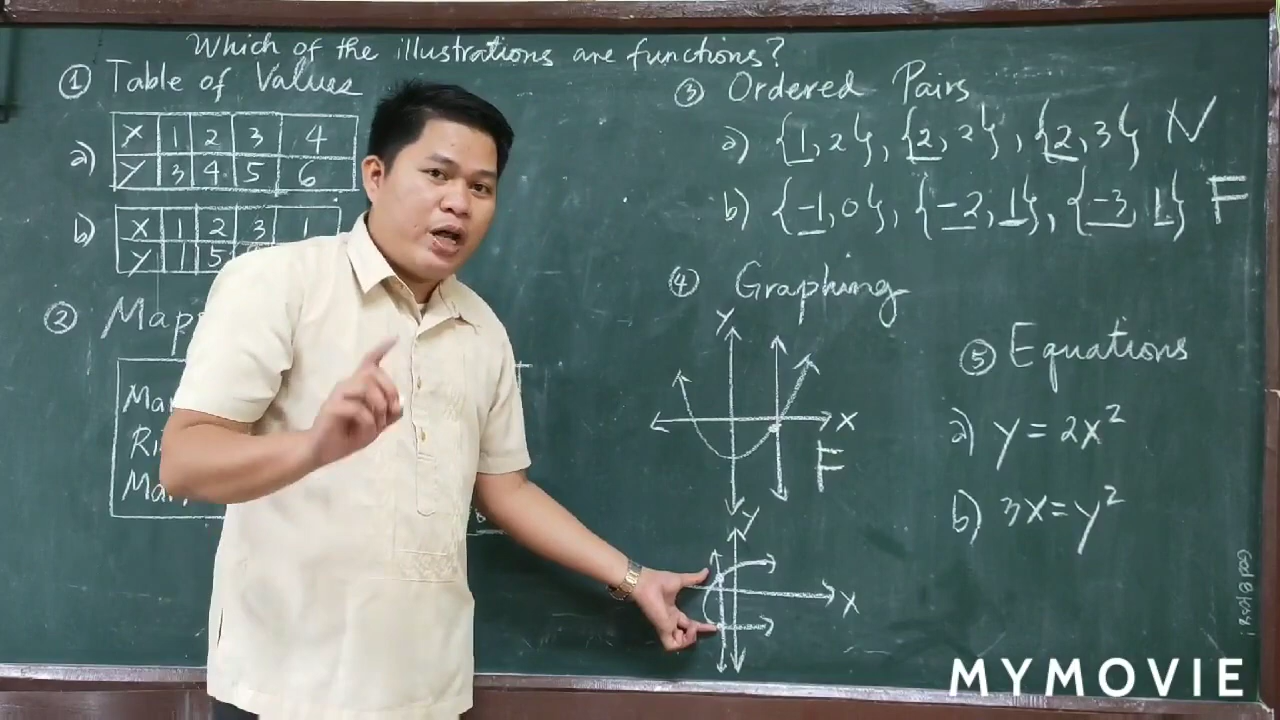 Which of the illustrations are functions?
① Table of Values
a) X 1 2 3 4
Y 3 4 5 6
b) X 1 2 3 1
Y 1 5
②
③ Ordered Pairs
a) {1, 2}, {2, 2}, {2, 3} N
b) {-1, 0}, {-2, 1}, {-3, 1} F
④ Graphing
Y
X
F
Y
X
⑤ Equations
a) y = 2x²
b) 3x = y²
God Bless!
MYMOVIE